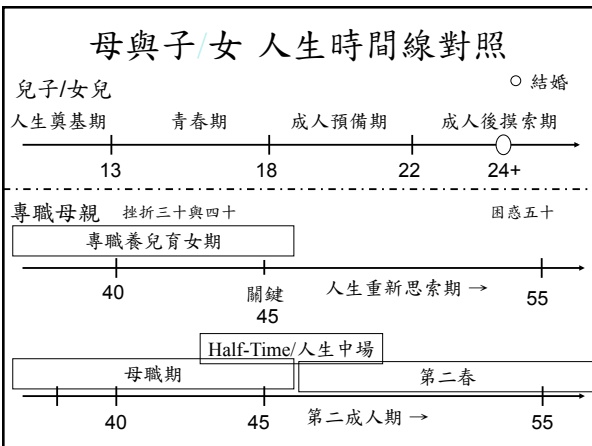 母與子/女 人生時間線對照
兒子/女兒
○ 結婚
人生奠基期 青春期 成人預備期 成人後摸索期
13 18 22 24+
專職母親 挫折三十與四十 困惑五十
專職養兒育女期
40 關鍵 45 人生重新思索期 → 55
Half-Time/人生中場
母職期 第二春
40 45 第二成人期 → 55